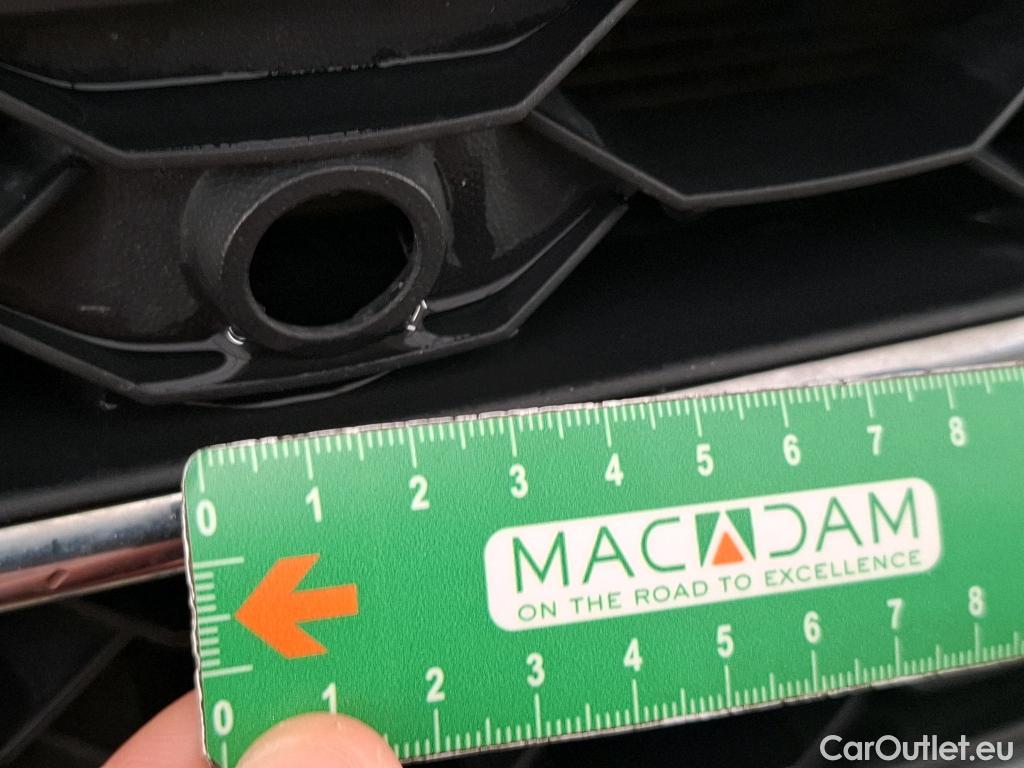 0 1 2 3 4 5 6 7 8
MACADAM
ON THE ROAD TO EXCELLENCE
0 1 2 3 4 5 6 7 8
CarOutlet.eu